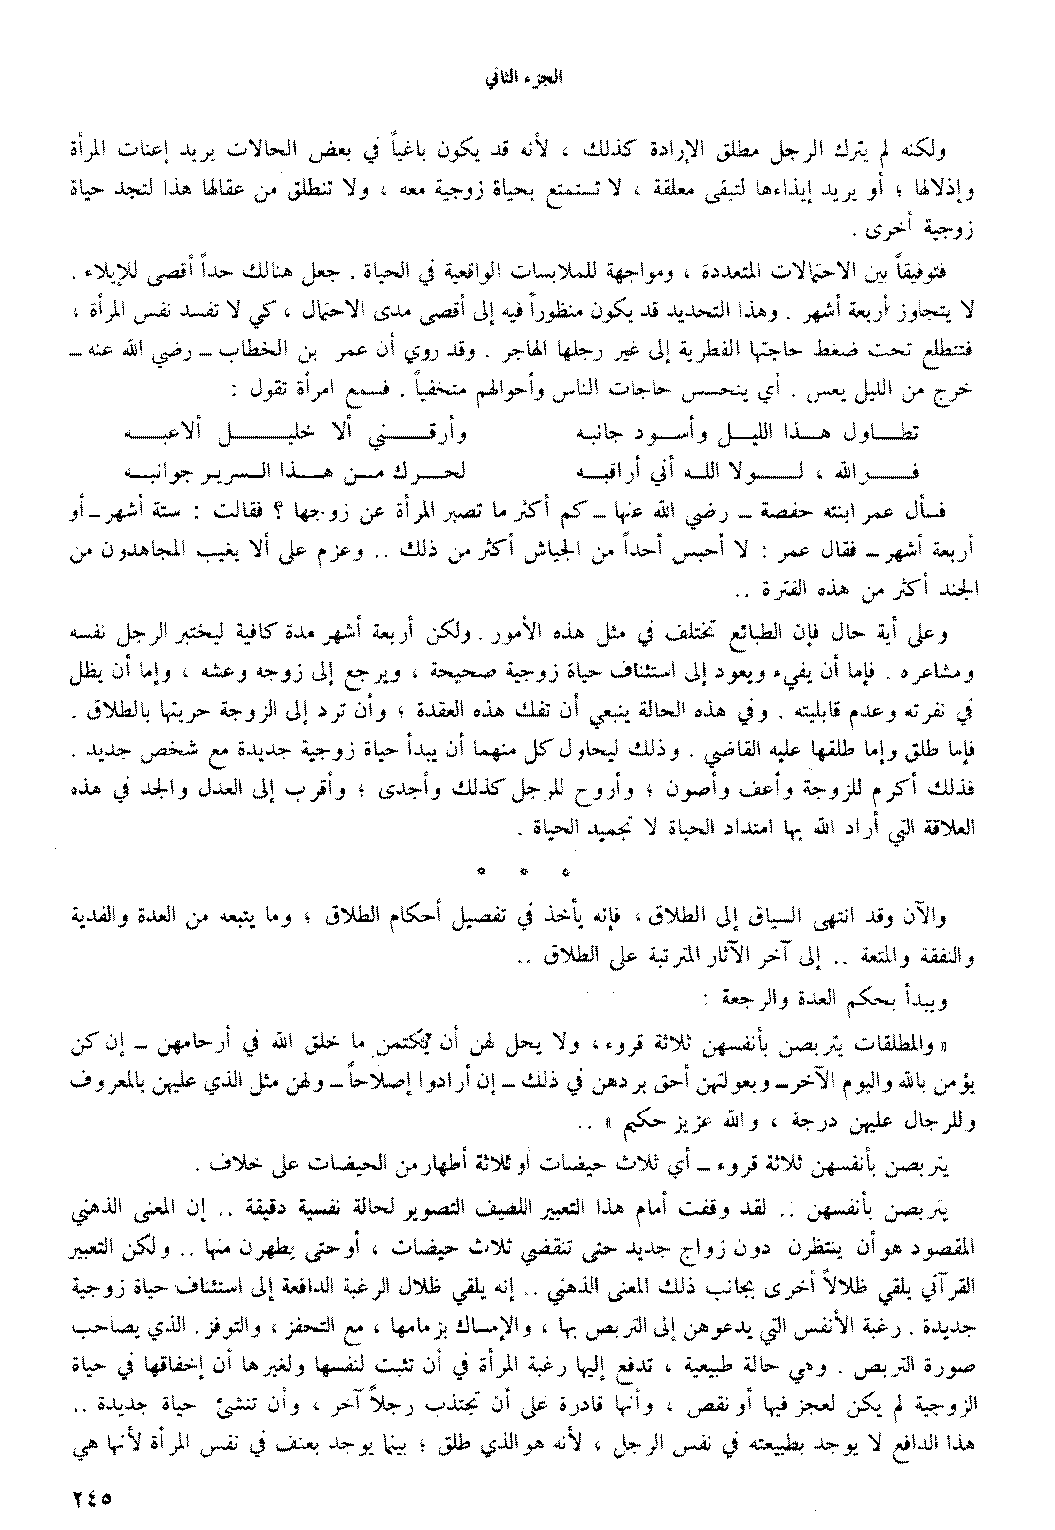 الجزء الثاني
ولكنه لم يترك الرجل مطلق الإرادة كذلك ، لأنه قد يكون باغياً في بعض الحالات يريد إعنات المرأة
وإذلالها ؛ أو يريد إيذاءها لتبقى معلقة ، لا تستمتع بحياة زوجية معه ، ولا تنطلق من عقالها هذا لتجد حياة
زوجية أخرى .
فتوفيقاً بين الاحتمالات المتعددة ، ومواجهة للملابسات الواقعية في الحياة . جعل هنالك حداً أقصى للإيلاء .
لا يتجاوز أربعة أشهر . وهذا التحديد قد يكون منظوراً فيه إلى أقصى مدى الاحتمال ، كي لا تفسد نفس المرأة ،
فتتطلع تحت ضغط حاجتها الفطرية إلى غير رجلها الهاجر . وقد روي أن عمر بن الخطاب – رضي الله عنه –
خرج من الليل يعس . أي يتحسس حاجات الناس وأحوالهم متخفياً . فسمع امرأة تقول :
تطـاول هـذا الليـل وأسـود جانبه وأرقـني ألا خليـل ألاعبـه
فـوالله ، لـولا اللـه أني أراقبـه لحـرك مـن هـذا السـرير جوانبـه
فسأل عمر ابنته حفصة – رضي الله عنها – كم أكثر ما تصبر المرأة عن زوجها ؟ فقالت : ستة أشهر – أو
أربعة أشهر – فقال عمر : لا أحبس أحداً من الجياش أكثر من ذلك .. وعزم على ألا يغيب المجاهدون من
الجند أكثر من هذه الفترة ..
وعلى أية حال فإن الطبائع تختلف في مثل هذه الأمور . ولكن أربعة أشهر مدة كافية ليختبر الرجل نفسه
ومشاعره . فإما أن يفيء ويعود إلى استئناف حياة زوجية صحيحة ، ويرجع إلى زوجه وعشه ، وإما أن يظل
في نفرته وعدم قابليته . وفي هذه الحالة ينبغي أن تفك هذه العقدة ؛ وأن ترد إلى الزوجة حريتها بالطلاق .
فإما طلق وإما طلقها عليه القاضي . وذلك ليحاول كل منهما أن يبدأ حياة زوجية جديدة مع شخص جديد .
فذلك أكرم للزوجة وأعف وأصون ؛ وأروح للرجل كذلك وأجدى ؛ وأقرب إلى العدل والجد في هذه
العلاقة التي أراد الله بها امتداد الحياة لا تجميد الحياة .
* * *
والآن وقد انتهى السياق إلى الطلاق ، فإنه يأخذ في تفصيل أحكام الطلاق ؛ وما يتبعه من العدة والفدية
والنفقة والمتعة .. إلى آخر الآثار المترتبة على الطلاق ..
ويبدأ بحكم العدة والرجعة :
« والمطلقات يتربصن بأنفسهن ثلاثة قروء ، ولا يحل لهن أن يكتمن ما خلق الله في أرحامهن – إن كن
يؤمن بالله واليوم الآخر – وبعولتهن أحق بردهن في ذلك – إن أرادوا إصلاحاً – ولهن مثل الذي عليهن بالمعروف
وللرجال عليهن درجة ، والله عزيز حكيم » ..
يتربصن بأنفسهن ثلاثة قروء – أي ثلاث حيضات أو ثلاثة أطهار من الحيضات على خلاف .
يتربصن بأنفسهن .. لقد وقفت أمام هذا التعبير اللطيف التصوير لحالة نفسية دقيقة .. إن المعنى الذهني
المقصود هو أن ينتظرن دون زواج جديد حتى تنقضي ثلاث حيضات ، أو حتى يطهرن منها .. ولكن التعبير
القرآني يلقي ظلالاً أخرى بجانب ذلك المعنى الذهني .. إنه يلقي ظلال الرغبة الدافعة إلى استئناف حياة زوجية
جديدة . رغبة الأنفس التي يدعوهن إلى التربص بها ، والإمساك بزمامها ، مع التحفز ، والتوفز . الذي يصاحب
صورة التربص . وهي حالة طبيعية ، تدفع إليها رغبة المرأة في أن تثبت لنفسها ولغيرها أن إخفاقها في حياة
الزوجية لم يكن لعجز فيها أو نقص ، وأنها قادرة على أن تجتذب رجلاً آخر ، وأن تنشئ حياة جديدة ..
هذا الدافع لا يوجد بطبيعته في نفس الرجل ، لأنه هو الذي طلق ؛ بينما يوجد بعنف في نفس المرأة لأنها هي
٢٤٥